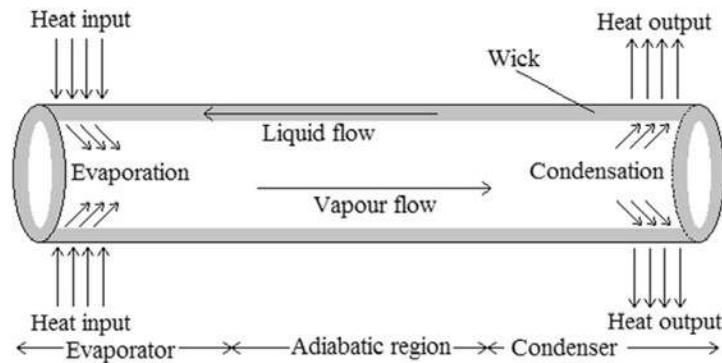 Heat input
Heat output
Wick
Liquid flow
Evaporation
Condensation
Vapour flow
Heat input
Heat output
Evaporator
Adiabatic region
Condenser